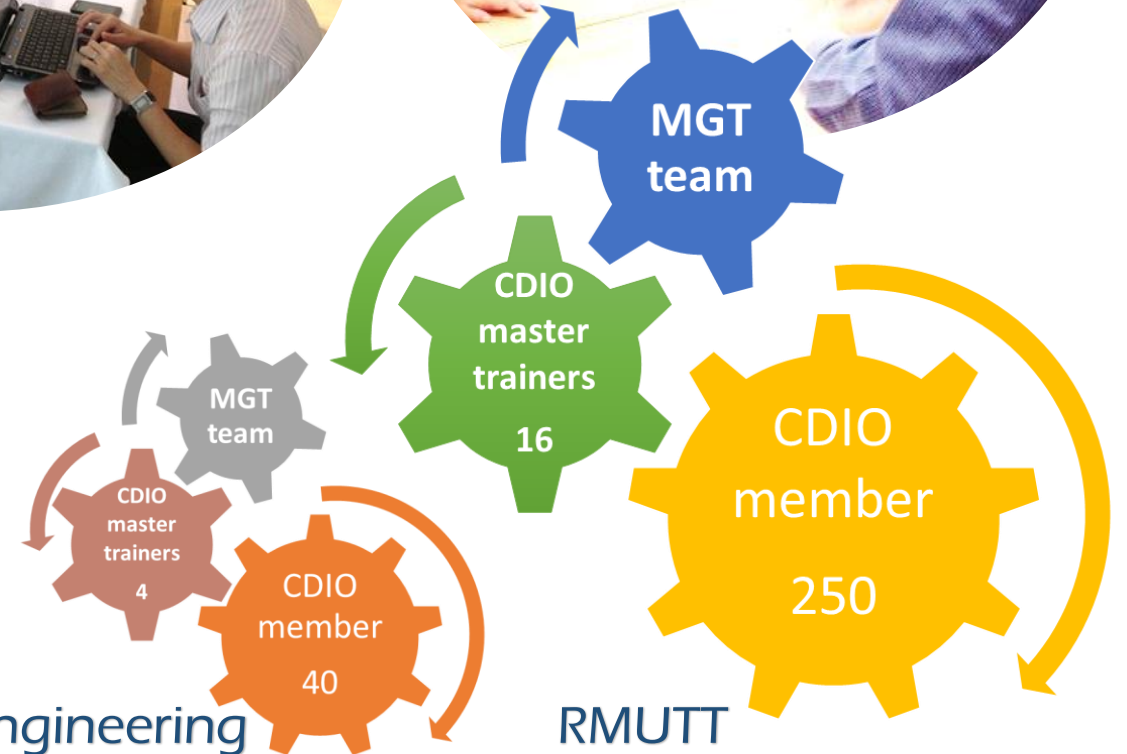 MGT
team
CDIO
master
trainers
16
CDIO
member
250
MGT
team
CDIO
master
trainers
4
CDIO
member
40
ngineering
RMUTT